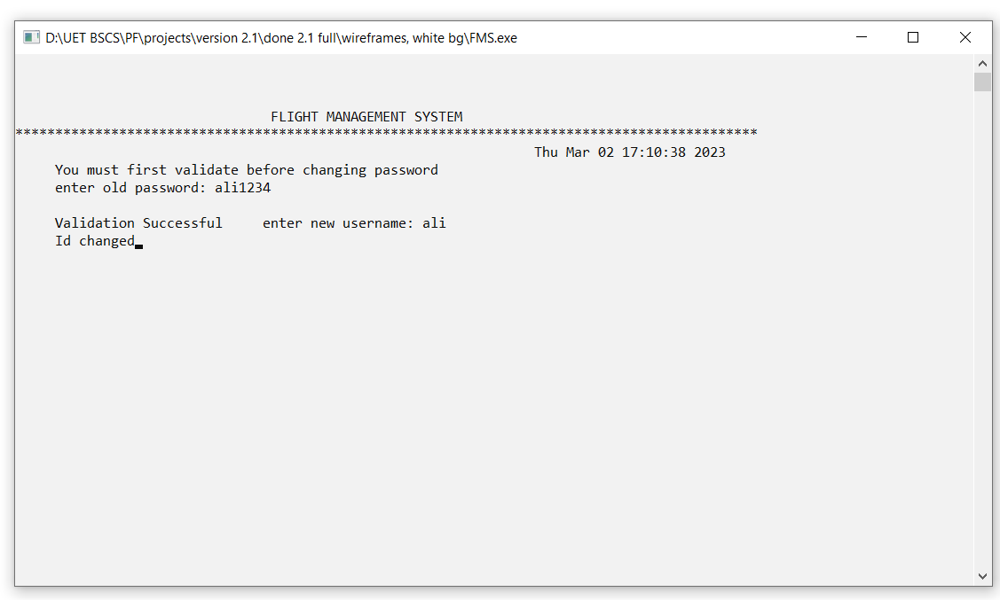 D:\UET BSCS\PF\projects\version 2.1\done 2.1 full\wireframes, white bg\FMS.exe
FLIGHT MANAGEMENT SYSTEM
*********************************************************************************************
Thu Mar 02 17:10:38 2023
You must first validate before changing password
enter old password: ali1234
Validation Successful     enter new username: ali
Id changed